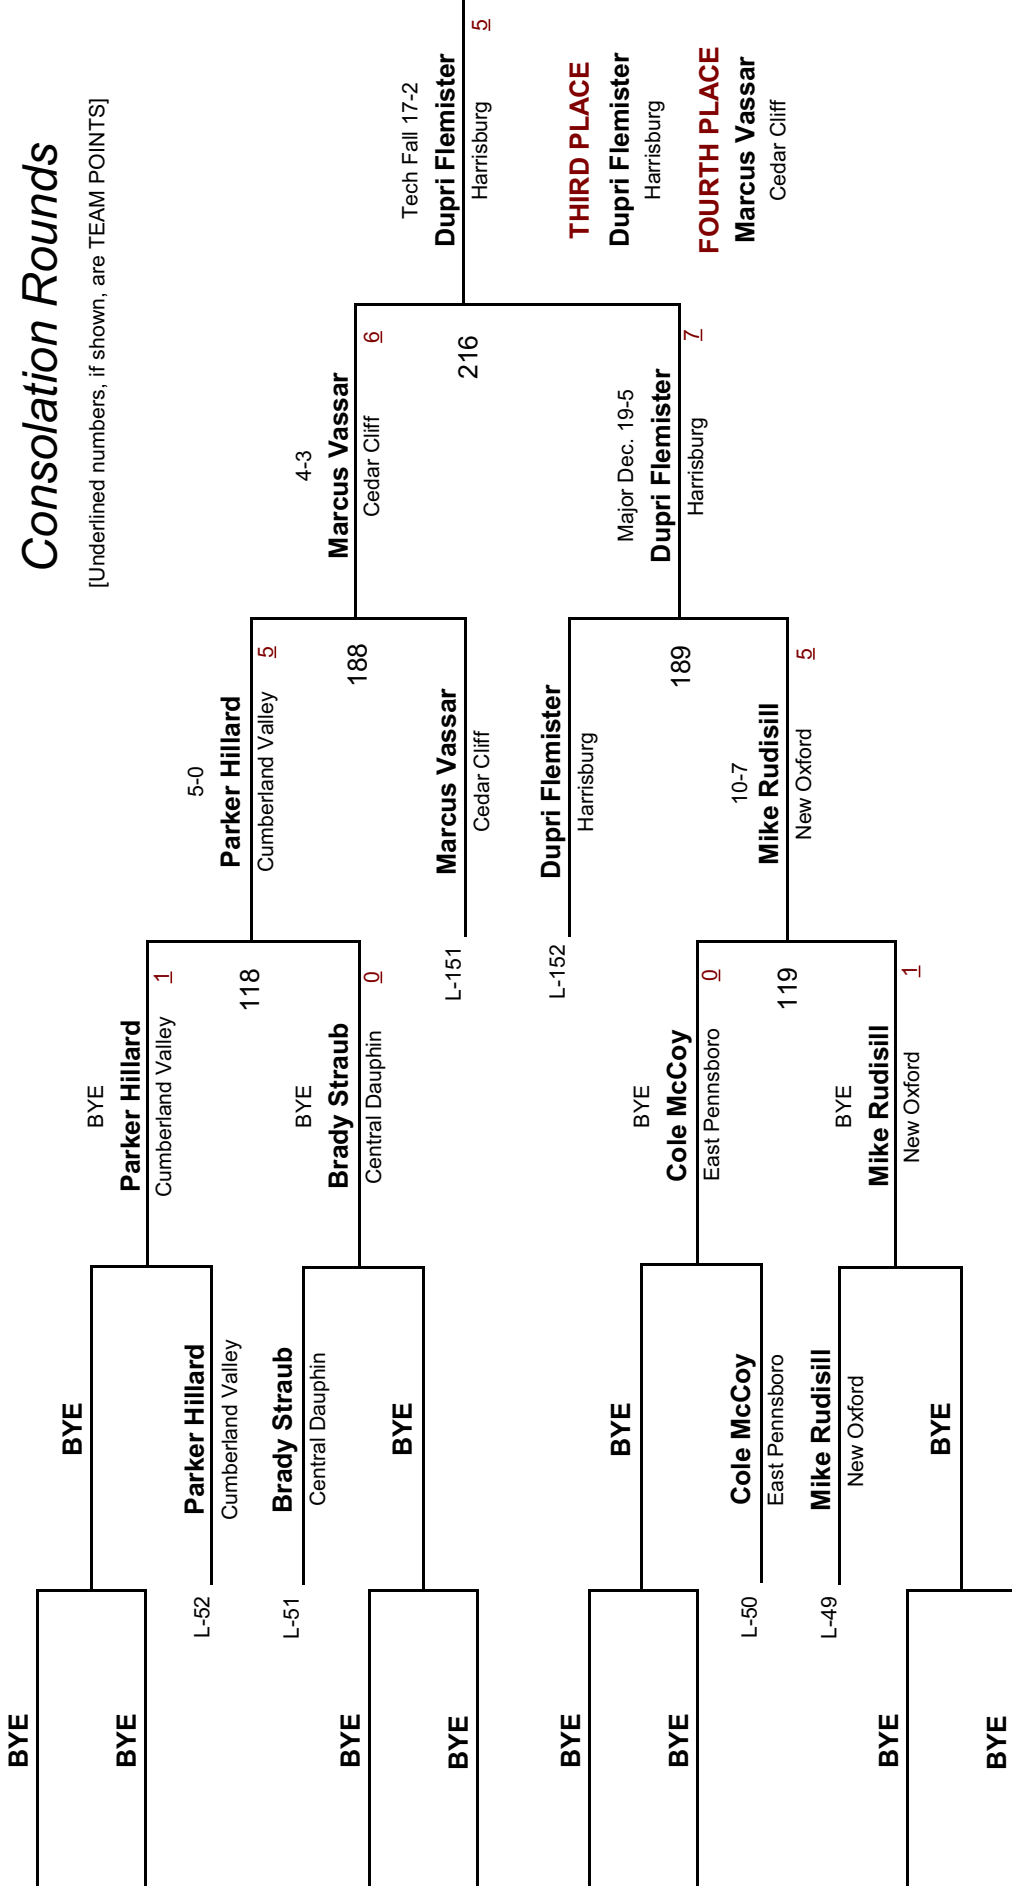 Consolation Rounds
[Underlined numbers, if shown, are TEAM POINTS]
BYE
BYE
BYE
BYE
BYE
BYE
BYE
BYE
BYE
L-52
Parker Hillard
Cumberland Valley
L-51
Brady Straub
Central Dauphin
BYE
BYE
L-50
Cole McCoy
East Pennsboro
L-49
Mike Rudisill
New Oxford
BYE
BYE
Parker Hillard
1
Cumberland Valley
118
BYE
Brady Straub
0
Central Dauphin
BYE
Cole McCoy
0
East Pennsboro
119
BYE
Mike Rudisill
1
New Oxford
5-0
Parker Hillard
5
Cumberland Valley
188
L-151
Marcus Vassar
Cedar Cliff
L-152
Dupri Flemister
Harrisburg
189
10-7
Mike Rudisill
5
New Oxford
4-3
Marcus Vassar
6
Cedar Cliff
216
Major Dec. 19-5
Dupri Flemister
7
Harrisburg
Tech Fall 17-2
Dupri Flemister
5
Harrisburg
THIRD PLACE
Dupri Flemister
Harrisburg
FOURTH PLACE
Marcus Vassar
Cedar Cliff